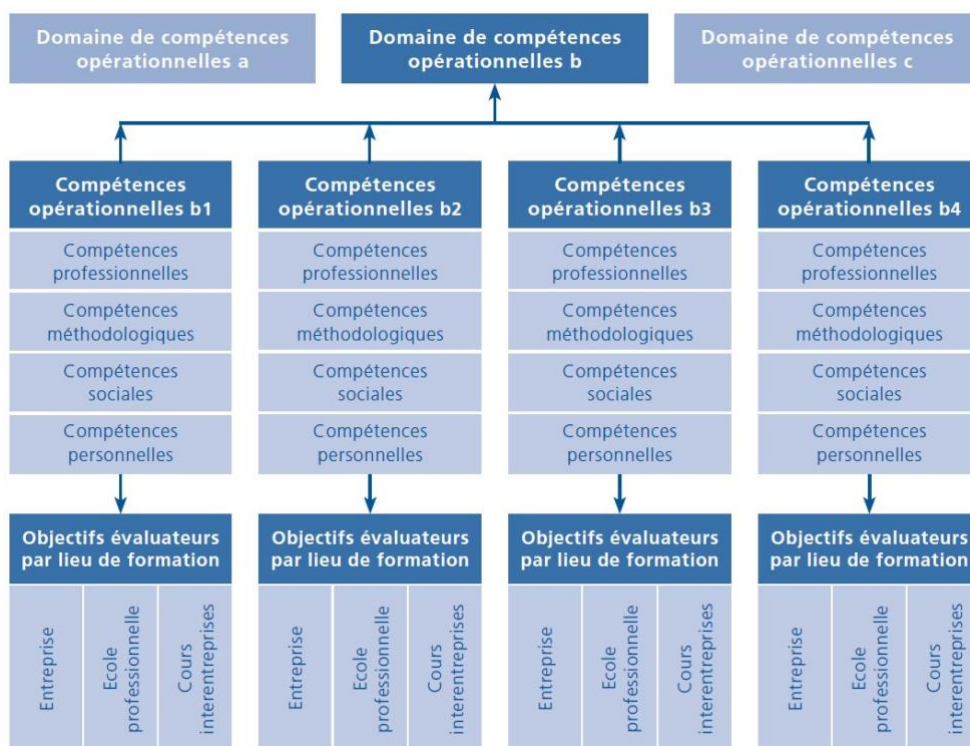 Domaine de compétences
opérationnelles a
Domaine de compétences
opérationnelles b
Domaine de compétences
opérationnelles c
Compétences
opérationnelles b1
Compétences
opérationnelles b2
Compétences
opérationnelles b3
Compétences
opérationnelles b4
Compétences
professionnelles
Compétences
professionnelles
Compétences
professionnelles
Compétences
professionnelles
Compétences
méthodologiques
Compétences
méthodologiques
Compétences
méthodologiques
Compétences
méthodologiques
Compétences
sociales
Compétences
sociales
Compétences
sociales
Compétences
sociales
Compétences
personnelles
Compétences
personnelles
Compétences
personnelles
Compétences
personnelles
Objectifs évaluateurs
par lieu de formation
Objectifs évaluateurs
par lieu de formation
Objectifs évaluateurs
par lieu de formation
Objectifs évaluateurs
par lieu de formation
Entreprise
Ecole
professionnelle
Cours
interentreprises
Entreprise
Ecole
professionnelle
Cours
interentreprises
Entreprise
Ecole
professionnelle
Cours
interentreprises
Entreprise
Ecole
professionnelle
Cours
interentreprises